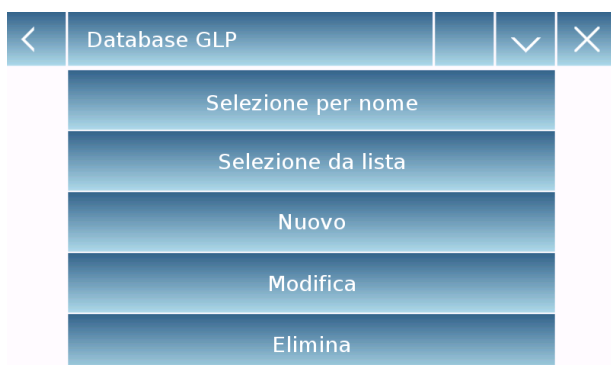 Database GLP
Selezione per nome
Selezione da lista
Nuovo
Modifica
Elimina